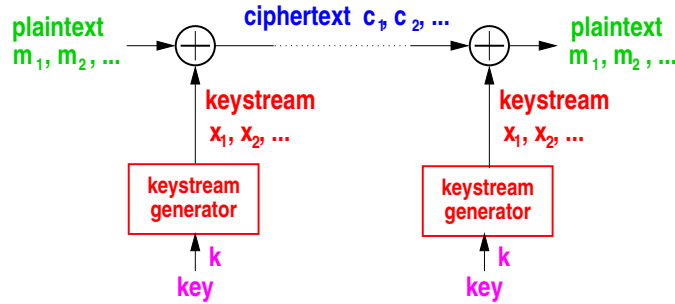 plaintext
m1, m2, ...
ciphertext c1, c2, ...
plaintext
m1, m2, ...
keystream
x1, x2, ...
keystream
x1, x2, ...
keystream
generator
keystream
generator
k
key
k
key